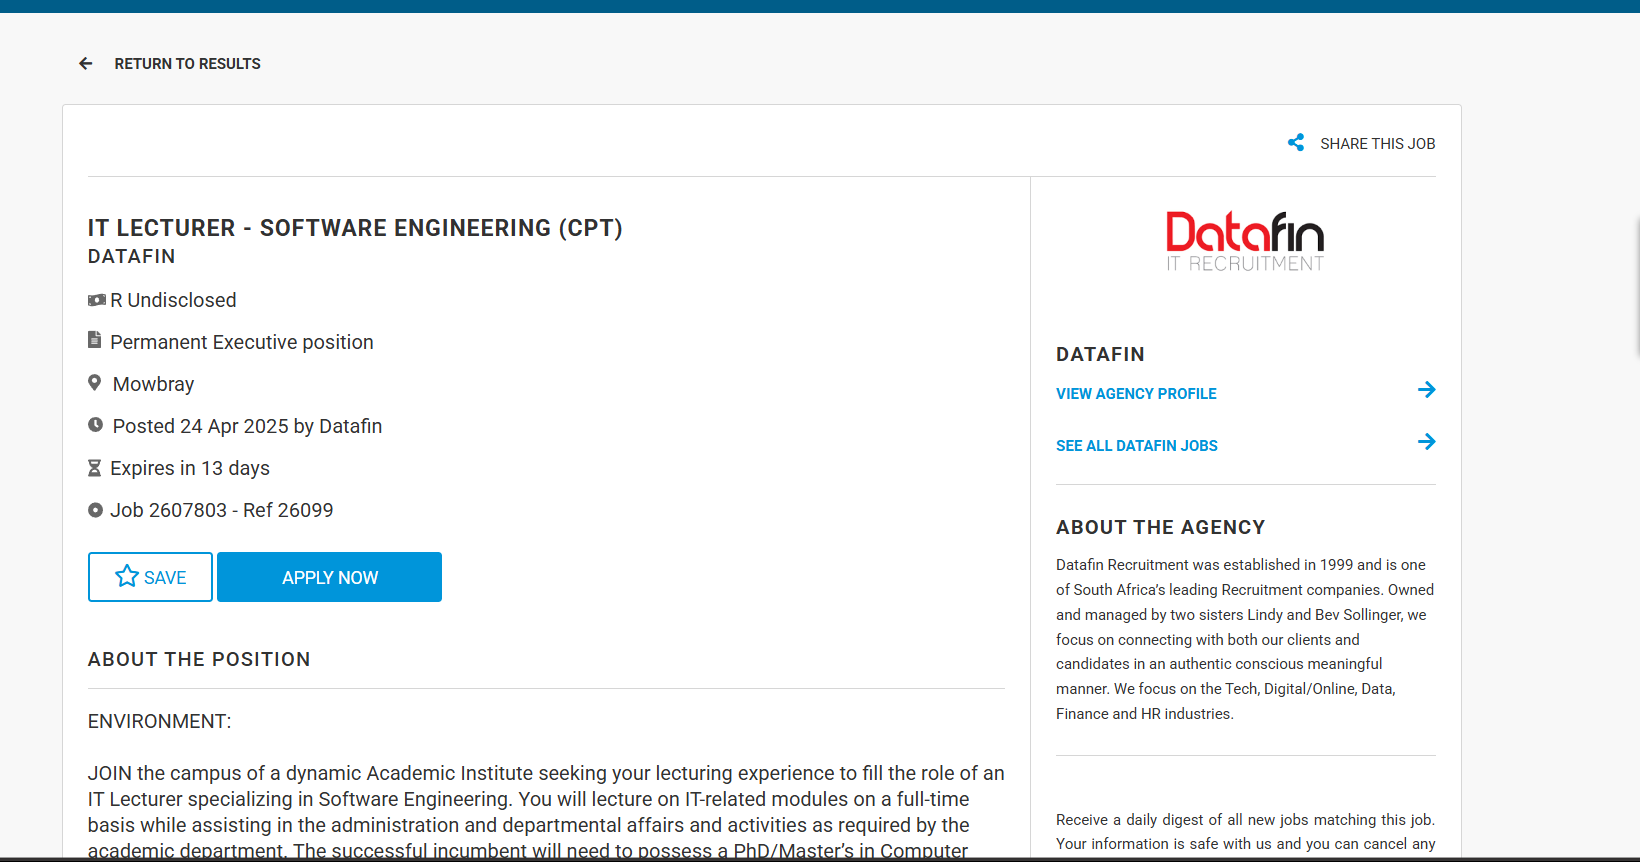 RETURN TO RESULTS
SHARE THIS JOB
IT LECTURER - SOFTWARE ENGINEERING (CPT)
DATAFIN
R Undisclosed
Permanent Executive position
Mowbray
Posted 24 Apr 2025 by Datafin
Expires in 13 days
Job 2607803 - Ref 26099
SAVE
APPLY NOW
ABOUT THE POSITION
ENVIRONMENT:
JOIN the campus of a dynamic Academic Institute seeking your lecturing experience to fill the role of an
IT Lecturer specializing in Software Engineering. You will lecture on IT-related modules on a full-time
basis while assisting in the administration and departmental affairs and activities as required by the
academic department. The successful incumbent will need to possess a PhD/Master’s in Computer
Datafin
IT RECRUITMENT
DATAFIN
VIEW AGENCY PROFILE
SEE ALL DATAFIN JOBS
ABOUT THE AGENCY
Datafin Recruitment was established in 1999 and is one
of South Africa’s leading Recruitment companies. Owned
and managed by two sisters Lindy and Bev Sollinger, we
focus on connecting with both our clients and
candidates in an authentic conscious meaningful
manner. We focus on the Tech, Digital/Online, Data,
Finance and HR industries.
Receive a daily digest of all new jobs matching this job.
Your information is safe with us and you can cancel any